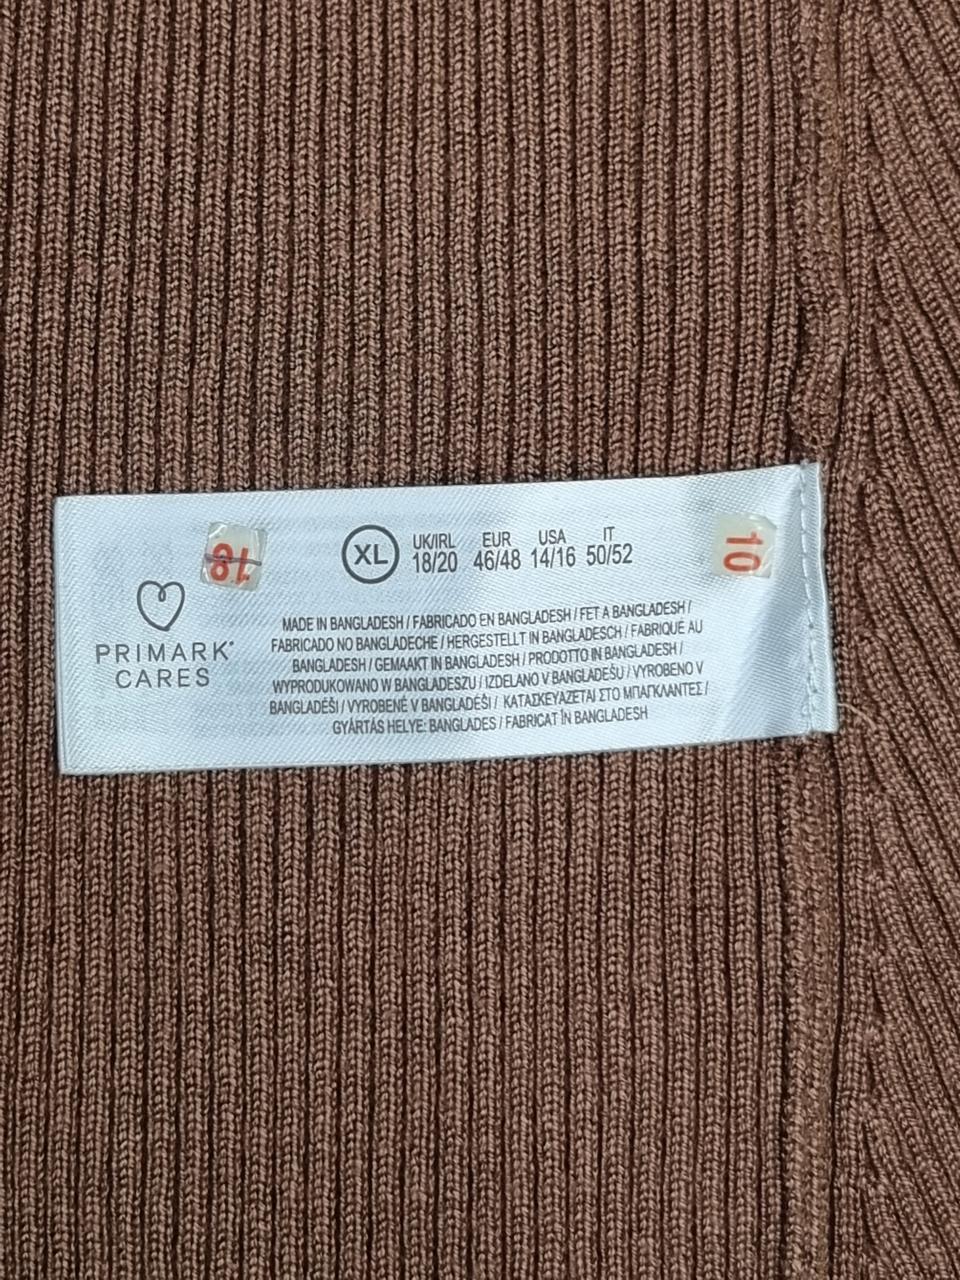 18
XL
UK/IRL EUR USA IT
18/20 46/48 14/16 50/52
10
PRIMARK®
CARES
MADE IN BANGLADESH / FABRICADO EN BANGLADESH / FET A BANGLADESH /
FABRICADO NO BANGLADECHE / HERGESTELLT IN BANGLADESCH / FABRIQUÉ AU
BANGLADESH / GEMAAKT IN BANGLADESH / PRODOTTO IN BANGLADESH /
WYPRODUKOWANO W BANGLADESZU / IZDELANO V BANGLADEŠU / VYROBENO V
BANGLADÉŠI / VYROBENÉ V BANGLADÉŠI / ΚΑΤΑΣΚΕΥΑΖΕΤΑΙ ΣΤΟ ΜΠΑΓΚΛΑΝΤΕΣ /
GYÁRTÁS HELYE: BANGLADES / FABRICAT ÎN BANGLADESH